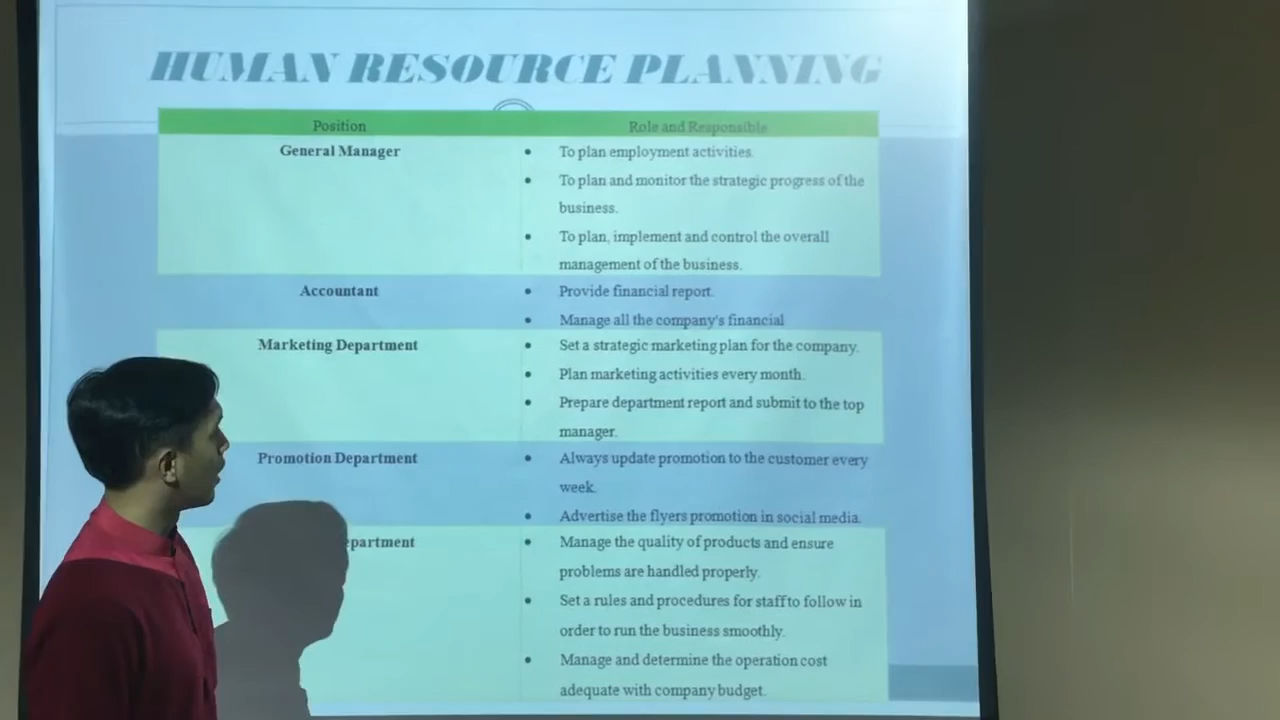 HUMAN RESOURCE PLANNING
Position Role and Responsible
General Manager • To plan employment activities.
• To plan and monitor the strategic progress of the
business.
• To plan, implement and control the overall
management of the business.
Accountant • Provide financial report.
• Manage all the company's financial
Marketing Department • Set a strategic marketing plan for the company.
• Plan marketing activities every month.
• Prepare department report and submit to the top
manager.
Promotion Department • Always update promotion to the customer every
week.
• Advertise the flyers promotion in social media.
partment • Manage the quality of products and ensure
problems are handled properly.
• Set a rules and procedures for staff to follow in
order to run the business smoothly.
• Manage and determine the operation cost
adequate with company budget.